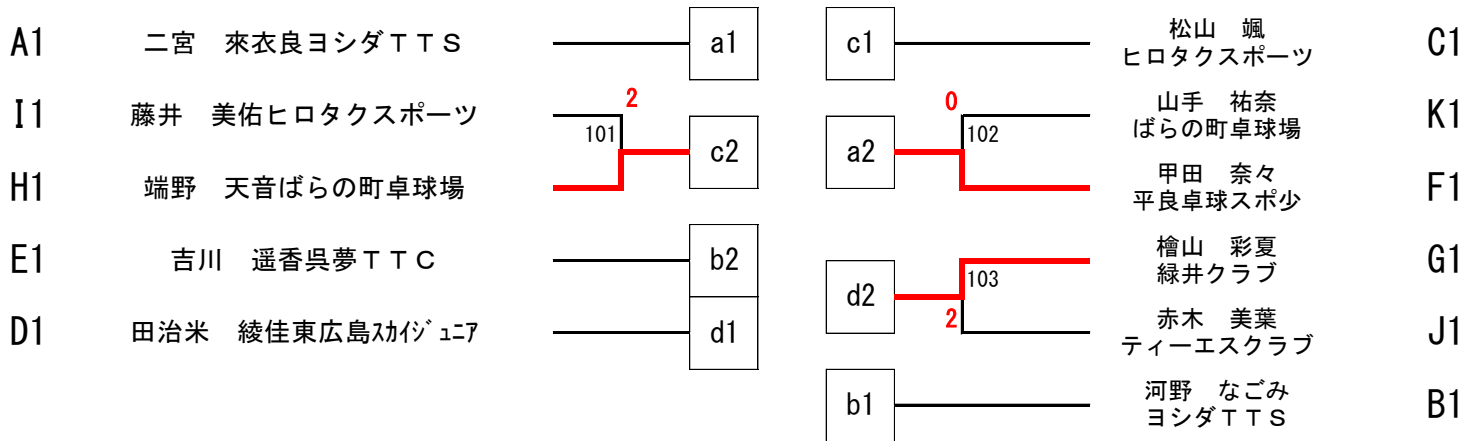 A1 二宮　來衣良ヨシダＴＴＳ a1
I1 藤井　美佑ヒロタクスポーツ 2
101 c2
H1 端野　天音ばらの町卓球場
E1 吉川　遥香呉夢ＴＴＣ b2
D1 田治米　綾佳東広島ｽｶｲｼﾞｭﾆｱ d1
c1 松山　颯 C1
ヒロタクスポーツ
0 山手　祐奈 K1
ばらの町卓球場
a2 102
甲田　奈々 F1
平良卓球スポ少
檜山　彩夏 G1
緑井クラブ
d2 103
2 赤木　美葉 J1
ティーエスクラブ
b1 河野　なごみ B1
ヨシダＴＴＳ